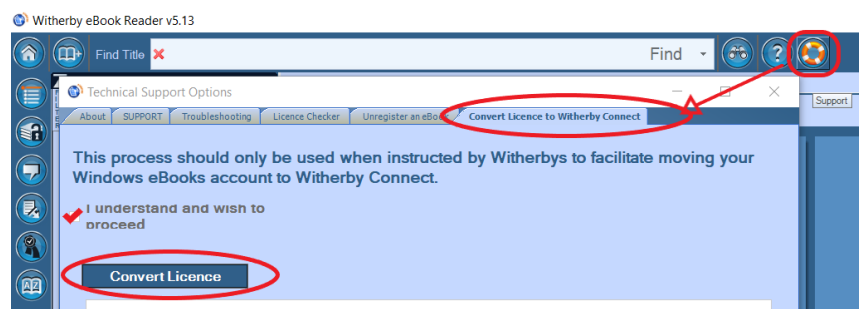 Witherby eBook Reader v5.13
Find Title
Find
?
Technical Support Options
Support
About SUPPORT Troubleshooting Licence Checker Unregister an eBook Convert Licence to Witherby Connect
This process should only be used when instructed by Witherbys to facilitate moving your
Windows eBooks account to Witherby Connect.
I understand and wish to
proceed
Convert Licence
AZ